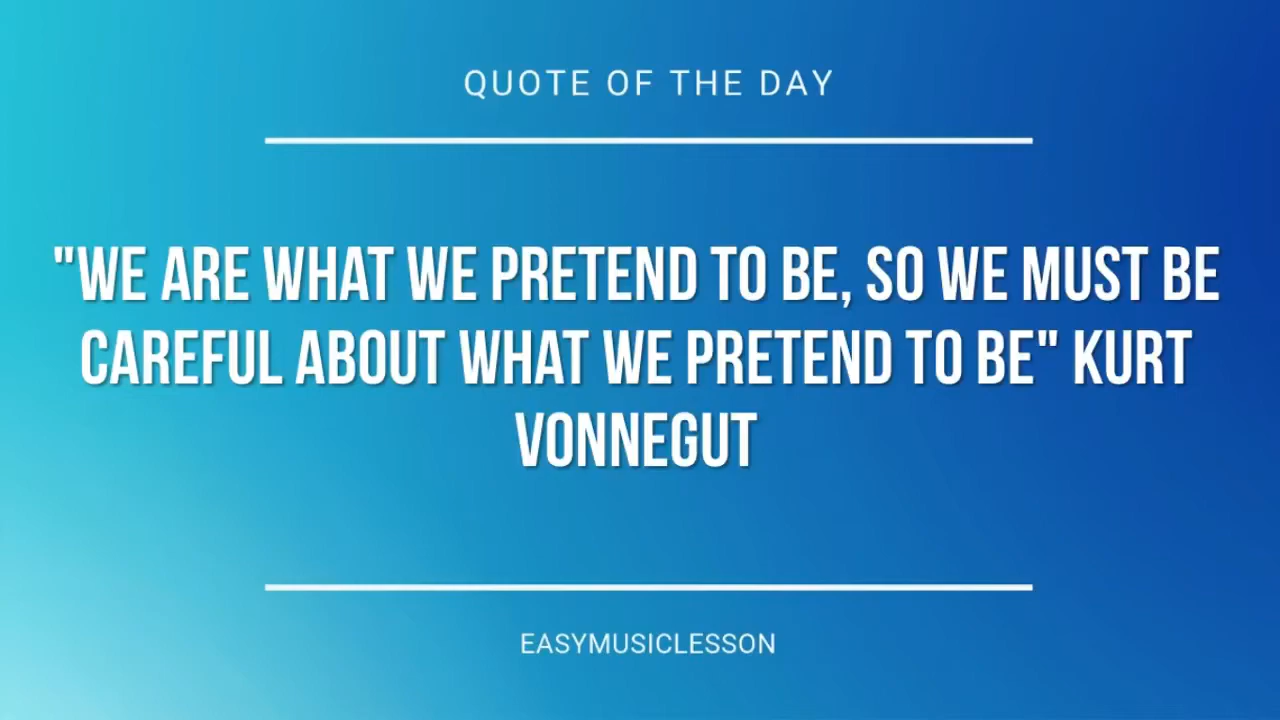 QUOTE OF THE DAY
"WE ARE WHAT WE PRETEND TO BE, SO WE MUST BE
CAREFUL ABOUT WHAT WE PRETEND TO BE" KURT
VONNEGUT
EASYMUSICLESSON